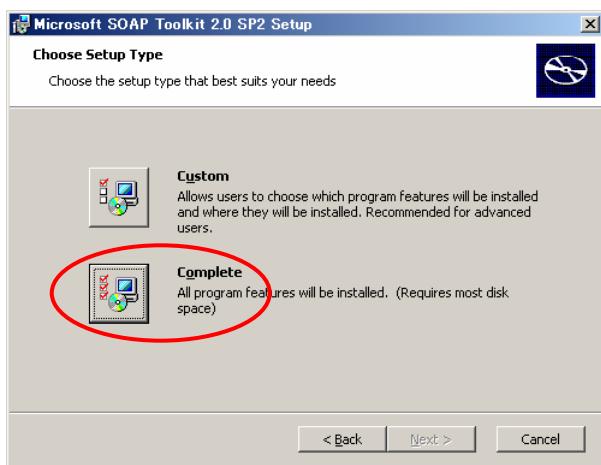 Microsoft SOAP Toolkit 2.0 SP2 Setup
Choose Setup Type
Choose the setup type that best suits your needs
Custom
Allows users to choose which program features will be installed
and where they will be installed. Recommended for advanced
users.
Complete
All program features will be installed. (Requires most disk
space)
< Back
Next >
Cancel